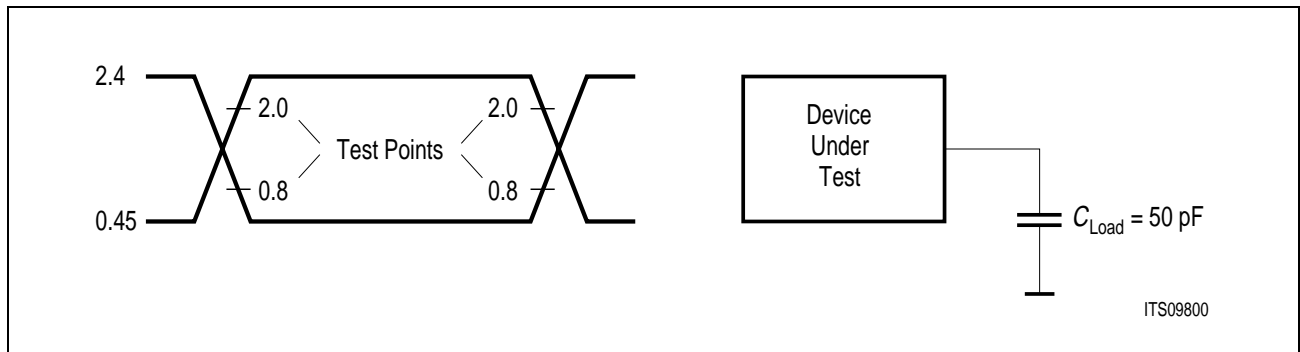 2.4
2.0
2.0
Test Points
0.8
0.8
0.45
Device
Under
Test
C Load = 50 pF
ITS09800